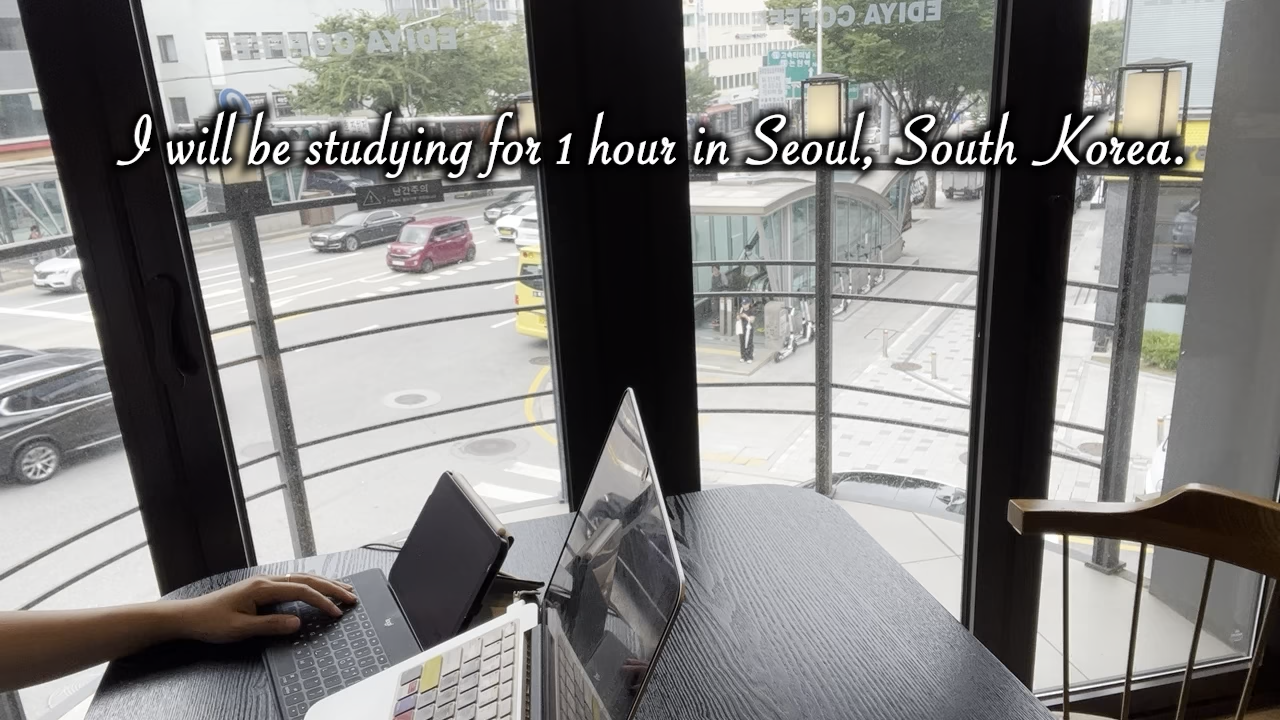 EDIYA COFFEE
EDIYA COFFEE
I will be studying for 1 hour in Seoul, South Korea.
난간주의